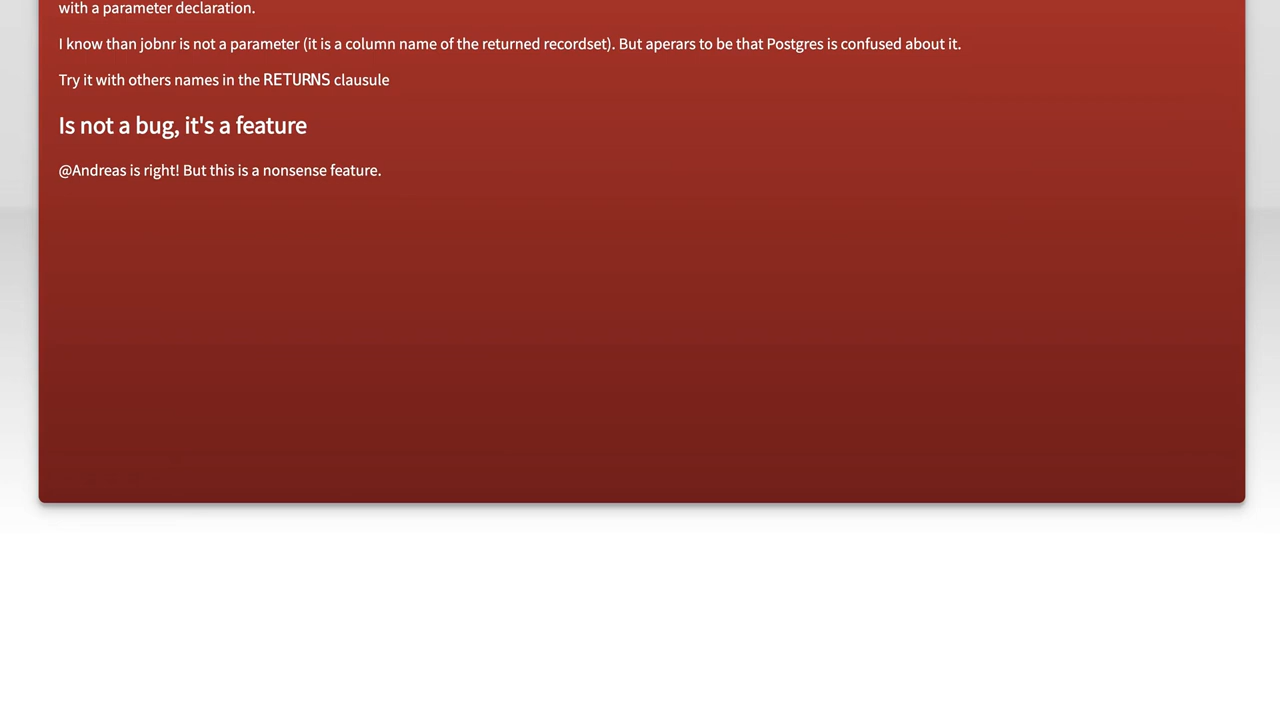 with a parameter declaration.
I know than jobnr is not a parameter (it is a column name of the returned recordset). But aperars to be that Postgres is confused about it.
Try it with others names in the RETURNS clausule
Is not a bug, it's a feature
@Andreas is right! But this is a nonsense feature.